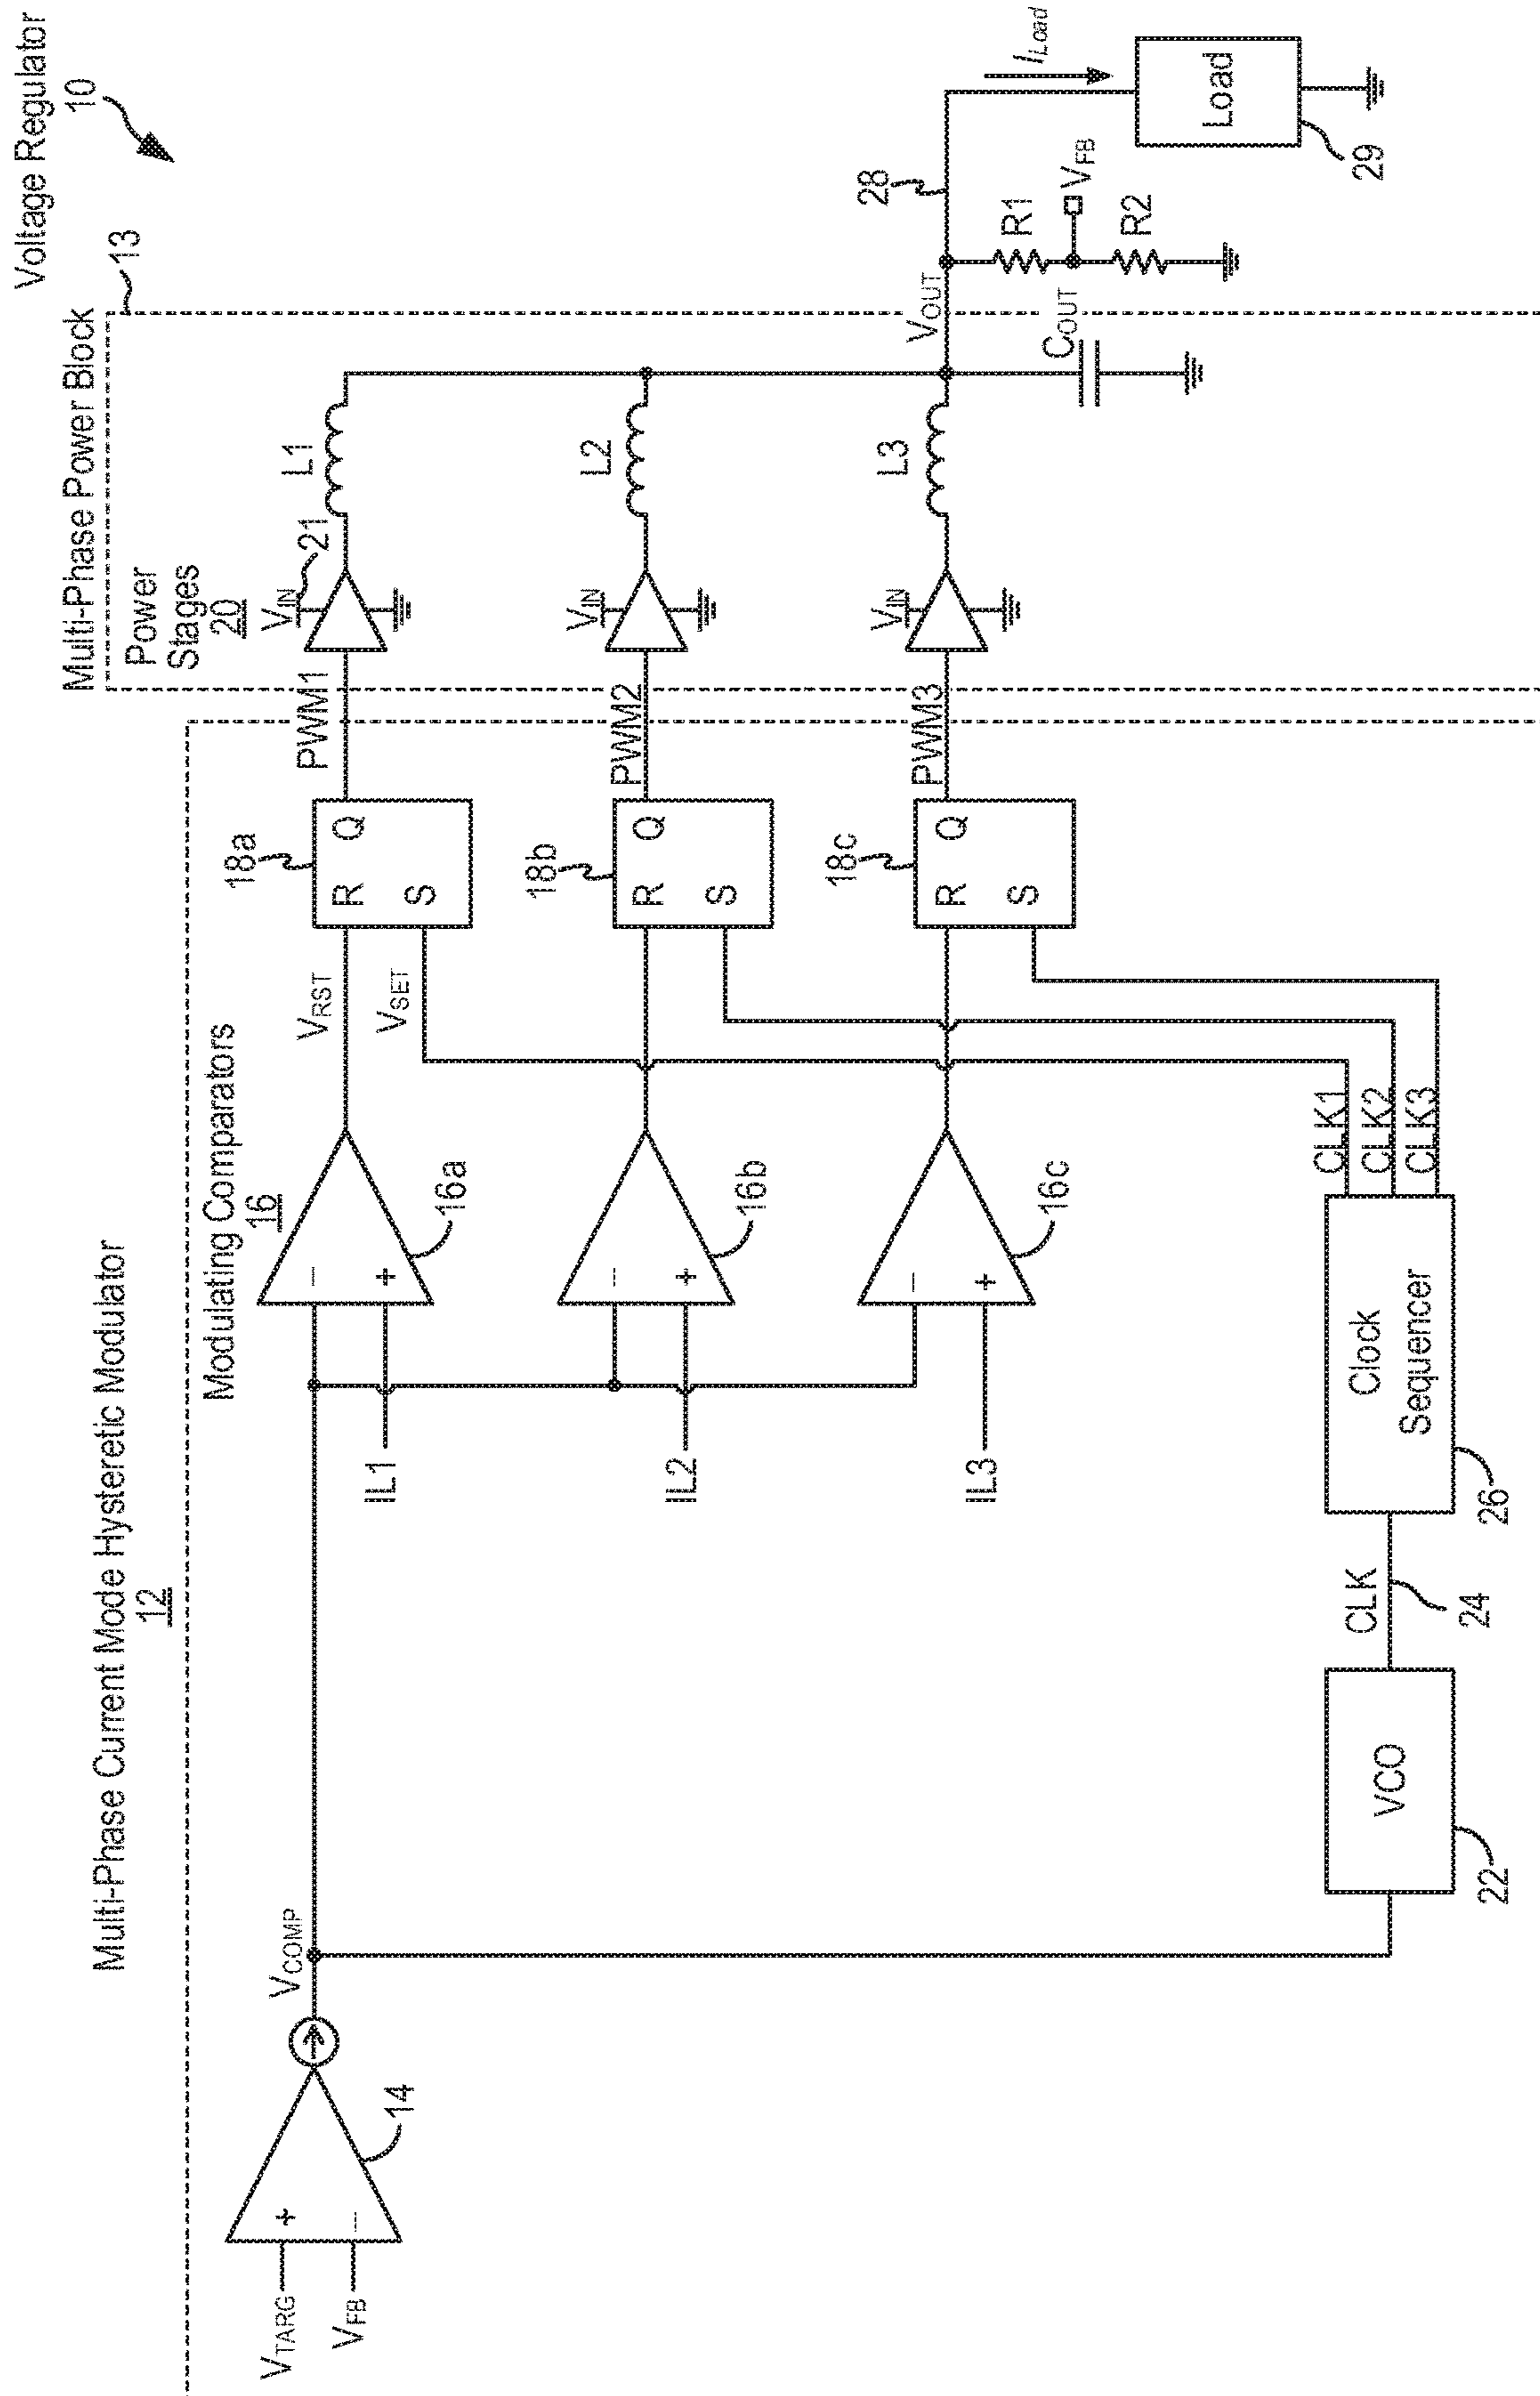 Voltage Regulator
10
Multi-Phase Current Mode Hysteretic Modulator
12
Multi-Phase Power Block
13
Modulating Comparators
16
Power
Stages
20
VTARG
VFB
+
−
14
VCOMP
−
+
16a
IL1
VRST
VSET
18a
R
S
Q
PWM1
VIN
21
L1
−
+
16b
IL2
18b
R
S
Q
PWM2
VIN
L2
−
+
16c
IL3
18c
R
S
Q
PWM3
VIN
L3
VOUT
COUT
28
R1
VFB
R2
ILoad
Load
29
VCO
22
CLK
24
Clock
Sequencer
26
CLK1
CLK2
CLK3